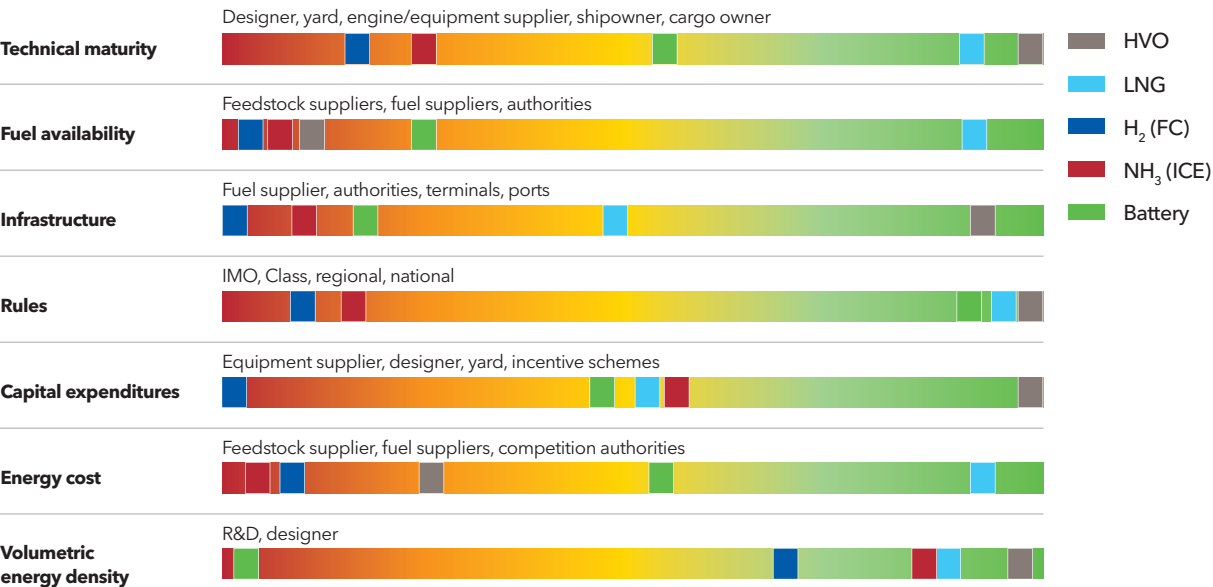 Designer, yard, engine/equipment supplier, shipowner, cargo owner
Technical maturity
Feedstock suppliers, fuel suppliers, authorities
Fuel availability
Fuel supplier, authorities, terminals, ports
Infrastructure
IMO, Class, regional, national
Rules
Equipment supplier, designer, yard, incentive schemes
Capital expenditures
Feedstock supplier, fuel suppliers, competition authorities
Energy cost
R&D, designer
Volumetric
energy density
HVO
LNG
H₂ (FC)
NH₃ (ICE)
Battery